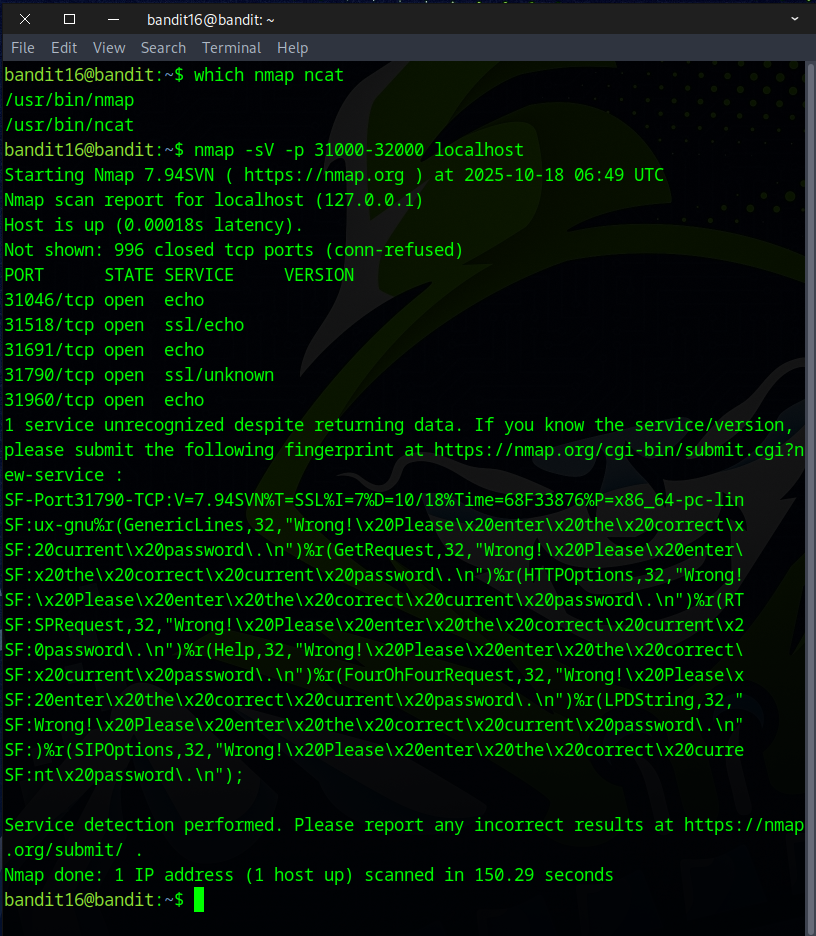 bandit16@bandit: ~
File Edit View Search Terminal Help
bandit16@bandit:~$ which nmap ncat
/usr/bin/nmap
/usr/bin/ncat
bandit16@bandit:~$ nmap -sV -p 31000-32000 localhost
Starting Nmap 7.94SVN ( https://nmap.org ) at 2025-10-18 06:49 UTC
Nmap scan report for localhost (127.0.0.1)
Host is up (0.00018s latency).
Not shown: 996 closed tcp ports (conn-refused)
PORT      STATE SERVICE     VERSION
31046/tcp open  echo
31518/tcp open  ssl/echo
31691/tcp open  echo
31790/tcp open  ssl/unknown
31960/tcp open  echo
1 service unrecognized despite returning data. If you know the service/version,
please submit the following fingerprint at https://nmap.org/cgi-bin/submit.cgi?n
ew-service :
SF-Port31790-TCP:V=7.94SVN%T=SSL%I=7%D=10/18%Time=68F33876%P=x86_64-pc-lin
SF:ux-gnu%r(GenericLines,32,"Wrong!\x20Please\x20enter\x20the\x20correct\x
SF:20current\x20password\.\n")%r(GetRequest,32,"Wrong!\x20Please\x20enter\
SF:x20the\x20correct\x20current\x20password\.\n")%r(HTTPOptions,32,"Wrong!
SF:\x20Please\x20enter\x20the\x20correct\x20current\x20password\.\n")%r(RT
SF:SPRequest,32,"Wrong!\x20Please\x20enter\x20the\x20correct\x20current\x2
SF:0password\.\n")%r(Help,32,"Wrong!\x20Please\x20enter\x20the\x20correct\
SF:x20current\x20password\.\n")%r(FourOhFourRequest,32,"Wrong!\x20Please\x
SF:20enter\x20the\x20correct\x20current\x20password\.\n")%r(LPDString,32,"
SF:Wrong!\x20Please\x20enter\x20the\x20correct\x20current\x20password\.\n"
SF:)%r(SIPOptions,32,"Wrong!\x20Please\x20enter\x20the\x20correct\x20curre
SF:nt\x20password\.\n");
Service detection performed. Please report any incorrect results at https://nmap
.org/submit/ .
Nmap done: 1 IP address (1 host up) scanned in 150.29 seconds
bandit16@bandit:~$